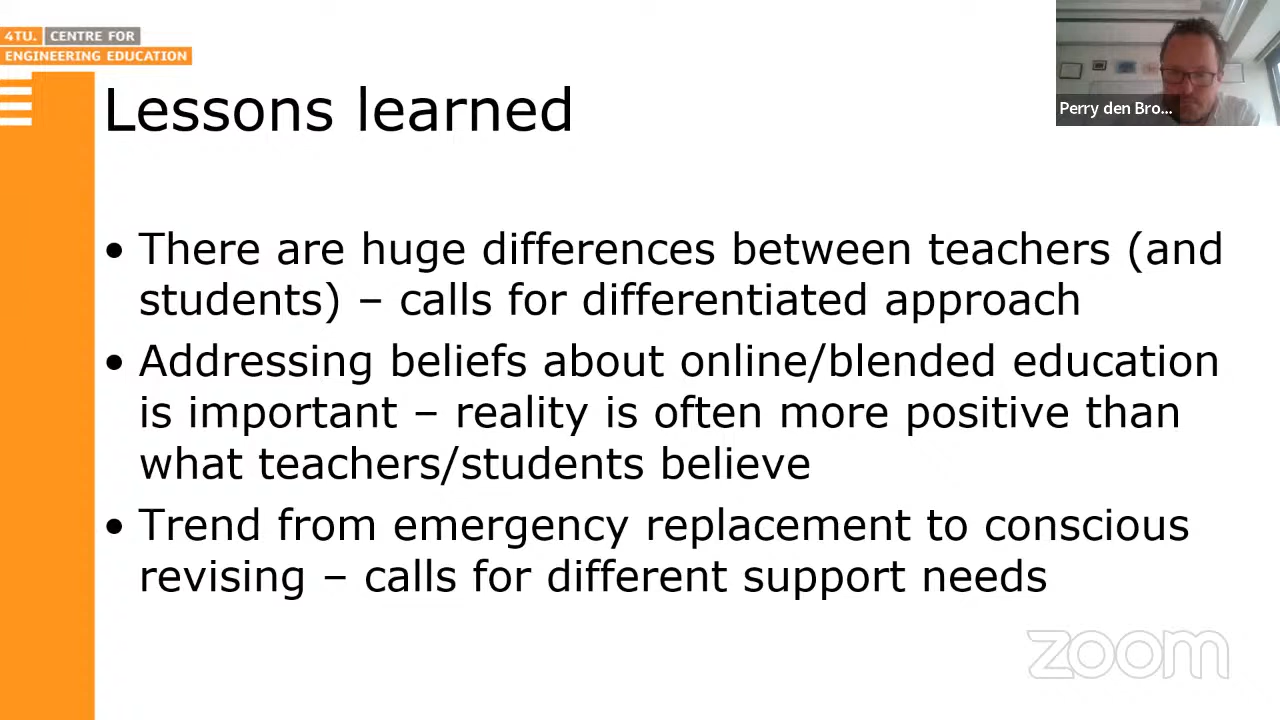 4TU. CENTRE FOR
ENGINEERING EDUCATION
Perry den Bro...
Lessons learned
• There are huge differences between teachers (and
students) – calls for differentiated approach
• Addressing beliefs about online/blended education
is important – reality is often more positive than
what teachers/students believe
• Trend from emergency replacement to conscious
revising – calls for different support needs
zoom